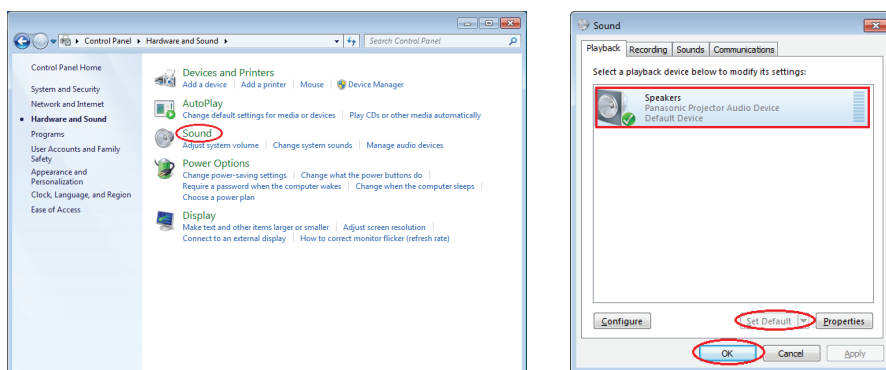 Control Panel Hardware and Sound Search Control Panel
Control Panel Home
System and Security
Network and Internet
Hardware and Sound
Programs
User Accounts and Family
Safety
Appearance and
Personalization
Clock, Language, and Region
Ease of Access
Devices and Printers
Add a device Add a printer Mouse Device Manager
AutoPlay
Change default settings for media or devices Play CDs or other media automatically
Sound
Adjust system volume Change system sounds Manage audio devices
Power Options
Change power-saving settings Change what the power buttons do
Require a password when the computer wakes Change when the computer sleeps
Choose a power plan
Display
Make text and other items larger or smaller Adjust screen resolution
Connect to an external display How to correct monitor flicker (refresh rate)
Sound
Playback Recording Sounds Communications
Select a playback device below to modify its settings:
Speakers
Panasonic Projector Audio Device
Default Device
Configure Set Default Properties
OK Cancel Apply